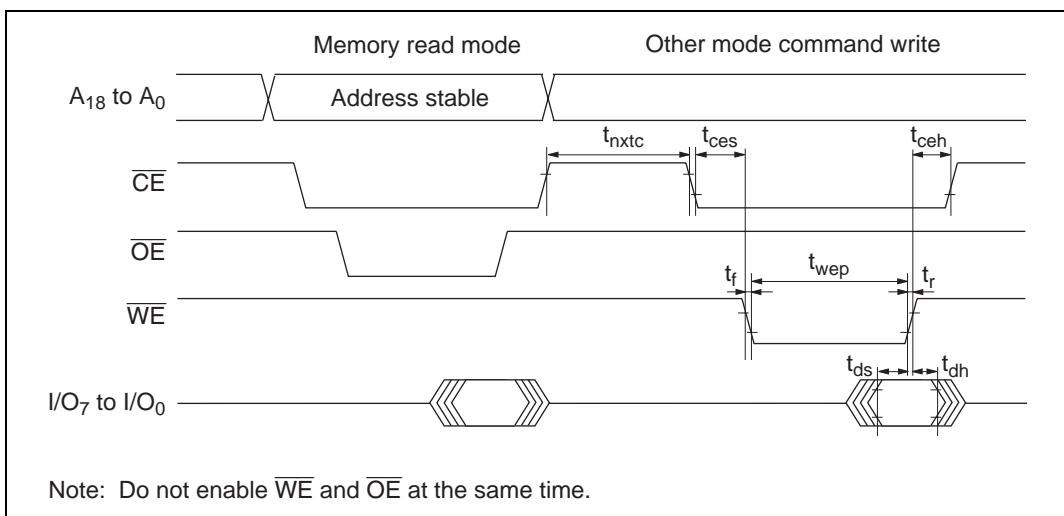 Memory read mode Other mode command write
A18 to A0 Address stable
tnxtc tces tceh
CE
OE
tf twep tr
WE
tds tdh
I/O7 to I/O0
Note: Do not enable WE and OE at the same time.